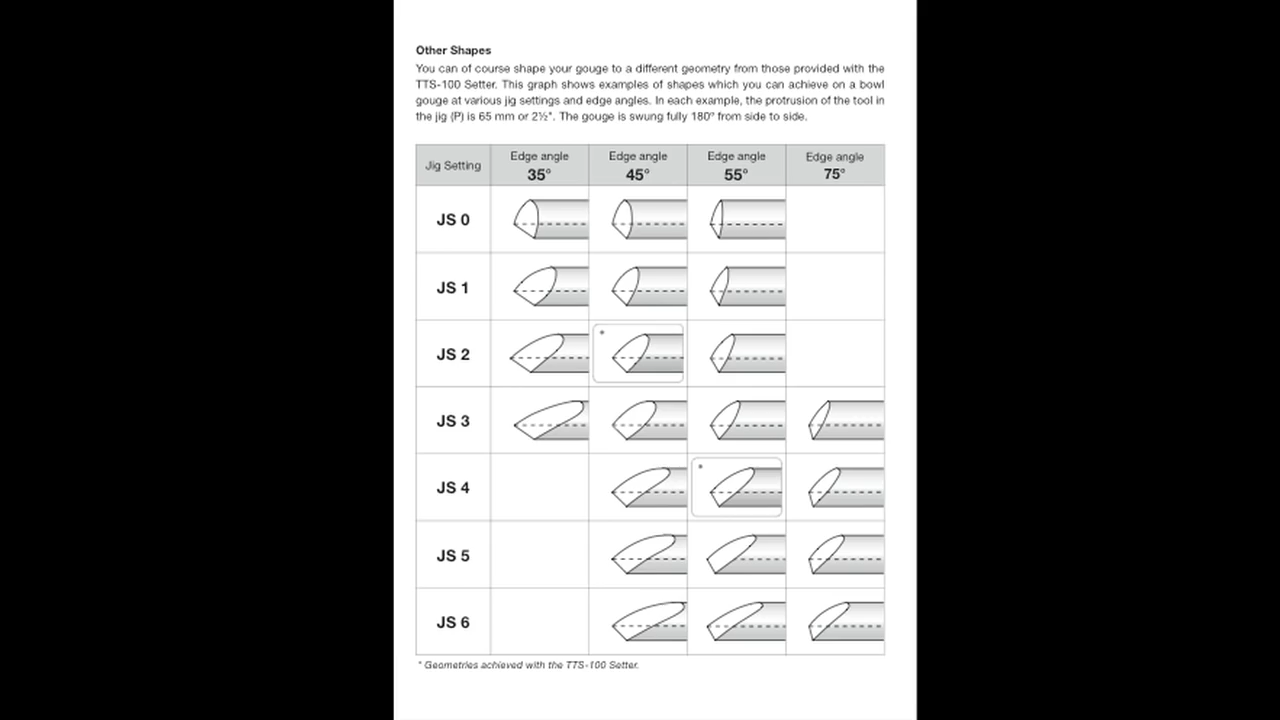 Other Shapes
You can of course shape your gouge to a different geometry from those provided with the
TTS-100 Setter. This graph shows examples of shapes which you can achieve on a bowl
gouge at various jig settings and edge angles. In each example, the protrusion of the tool in
the jig (P) is 65 mm or 2½". The gouge is swung fully 180° from side to side.
Jig Setting
Edge angle
35°
Edge angle
45°
Edge angle
55°
Edge angle
75°
JS 0
JS 1
JS 2
*
JS 3
JS 4
*
JS 5
JS 6
* Geometries achieved with the TTS-100 Setter.